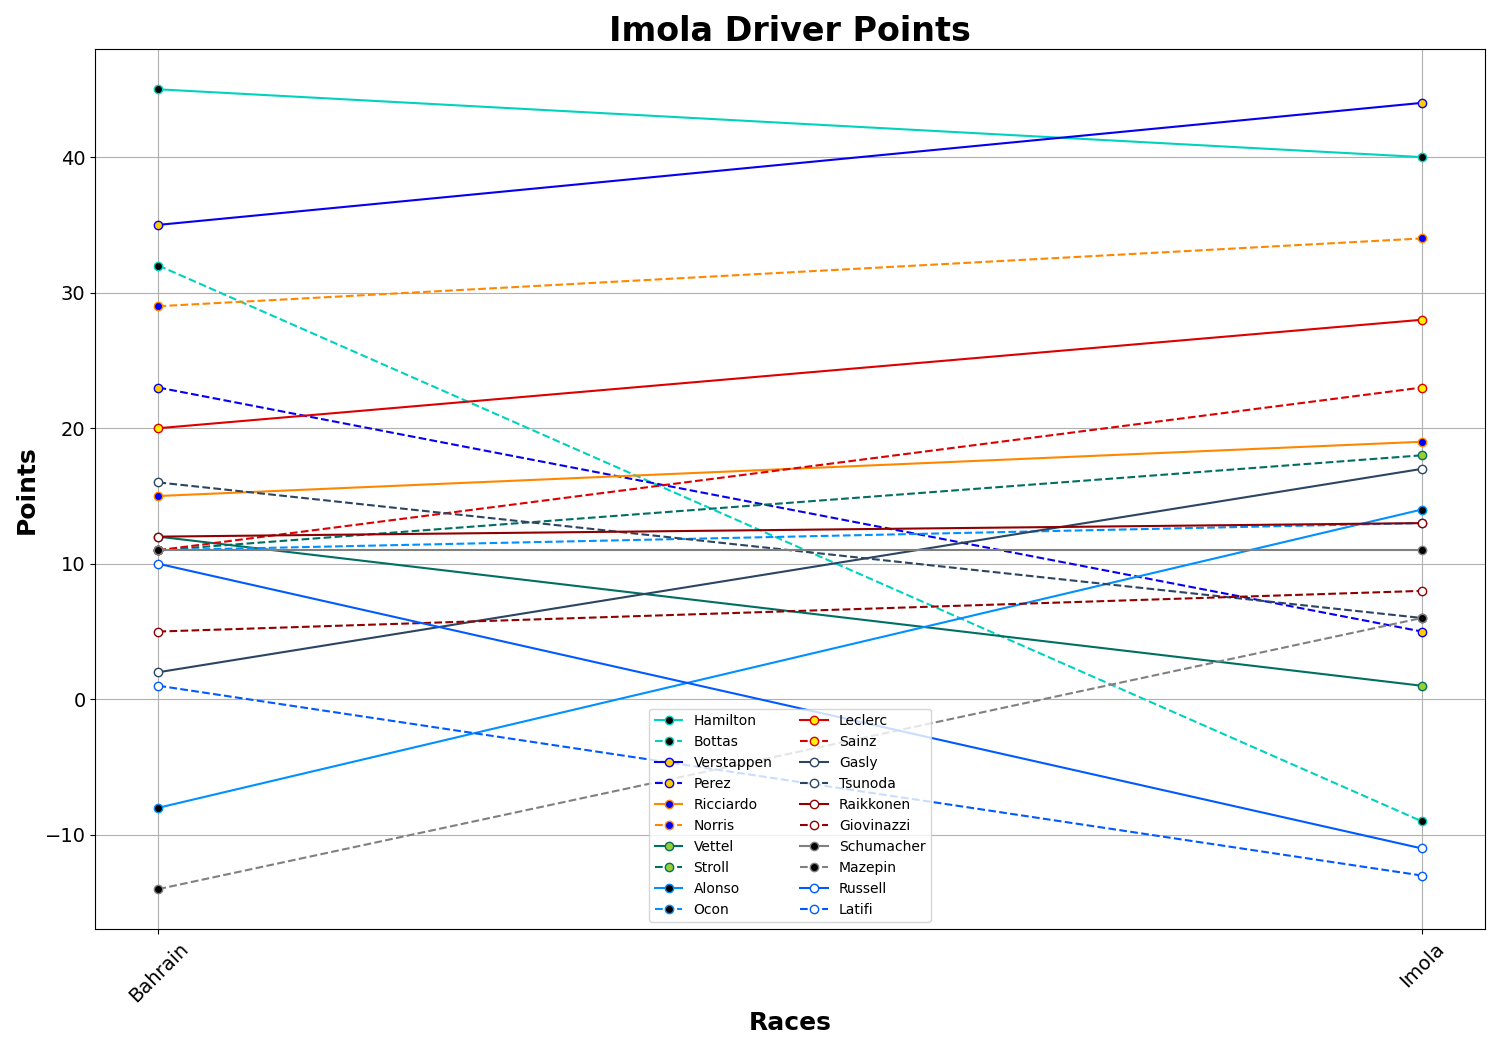 Imola Driver Points
Points
40
30
20
10
0
−10
Hamilton
Bottas
Verstappen
Perez
Ricciardo
Norris
Vettel
Stroll
Alonso
Ocon
Leclerc
Sainz
Gasly
Tsunoda
Raikkonen
Giovinazzi
Schumacher
Mazepin
Russell
Latifi
Bahrain
Imola
Races